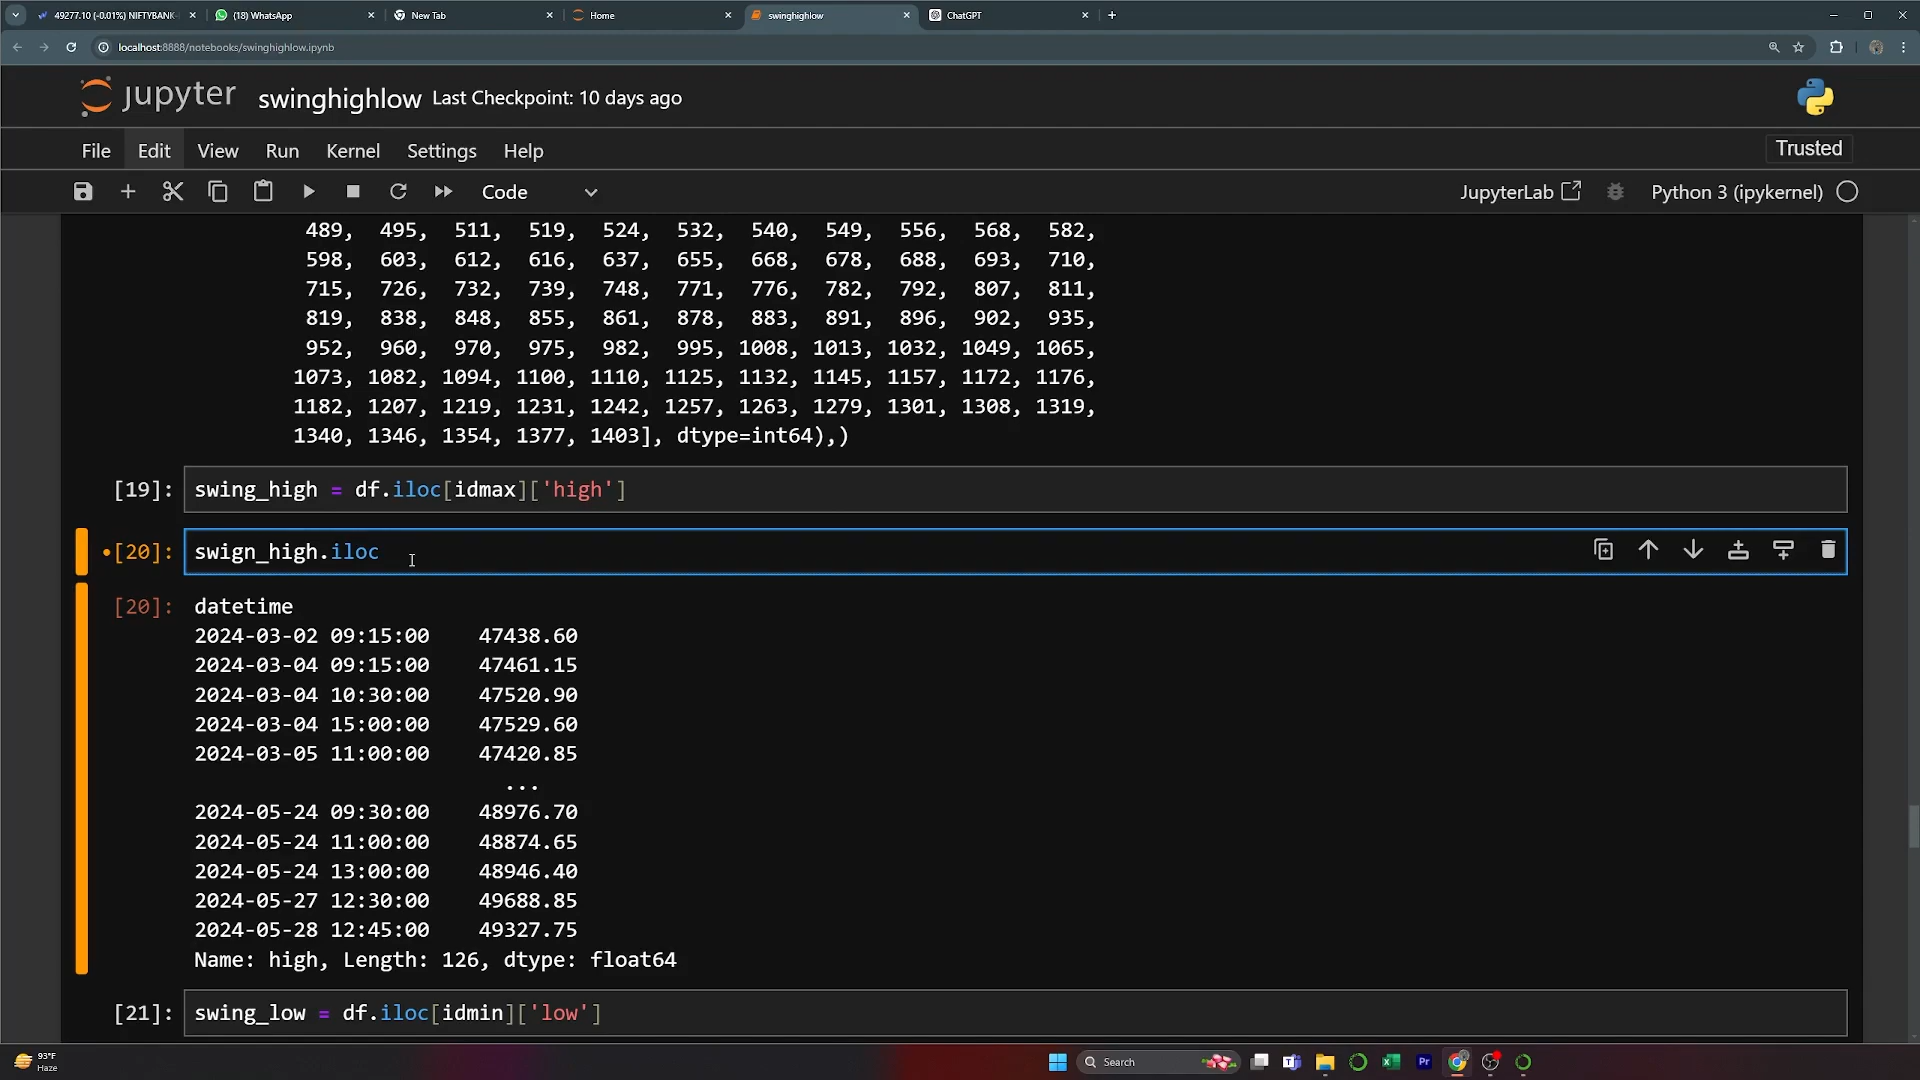 49277.10 (-0.01%) NIFTYBANK-
(18) WhatsApp
New Tab
Home
swinghighlow
ChatGPT
localhost:8888/notebooks/swinghighlow.ipynb
jupyter swinghighlow Last Checkpoint: 10 days ago
File Edit View Run Kernel Settings Help Trusted
Code JupyterLab Python 3 (ipykernel)
489, 495, 511, 519, 524, 532, 540, 549, 556, 568, 582,
598, 603, 612, 616, 637, 655, 668, 678, 688, 693, 710,
715, 726, 732, 739, 748, 771, 776, 782, 792, 807, 811,
819, 838, 848, 855, 861, 878, 883, 891, 896, 902, 935,
952, 960, 970, 975, 982, 995, 1008, 1013, 1032, 1049, 1065,
1073, 1082, 1094, 1100, 1110, 1125, 1132, 1145, 1157, 1172, 1176,
1182, 1207, 1219, 1231, 1242, 1257, 1263, 1279, 1301, 1308, 1319,
1340, 1346, 1354, 1377, 1403], dtype=int64),)
[19]: swing_high = df.iloc[idmax]['high']
•[20]: swign_high.iloc
[20]: datetime
2024-03-02 09:15:00 47438.60
2024-03-04 09:15:00 47461.15
2024-03-04 10:30:00 47520.90
2024-03-04 15:00:00 47529.60
2024-03-05 11:00:00 47420.85
...
2024-05-24 09:30:00 48976.70
2024-05-24 11:00:00 48874.65
2024-05-24 13:00:00 48946.40
2024-05-27 12:30:00 49688.85
2024-05-28 12:45:00 49327.75
Name: high, Length: 126, dtype: float64
[21]: swing_low = df.iloc[idmin]['low']
93°F
Haze
Search